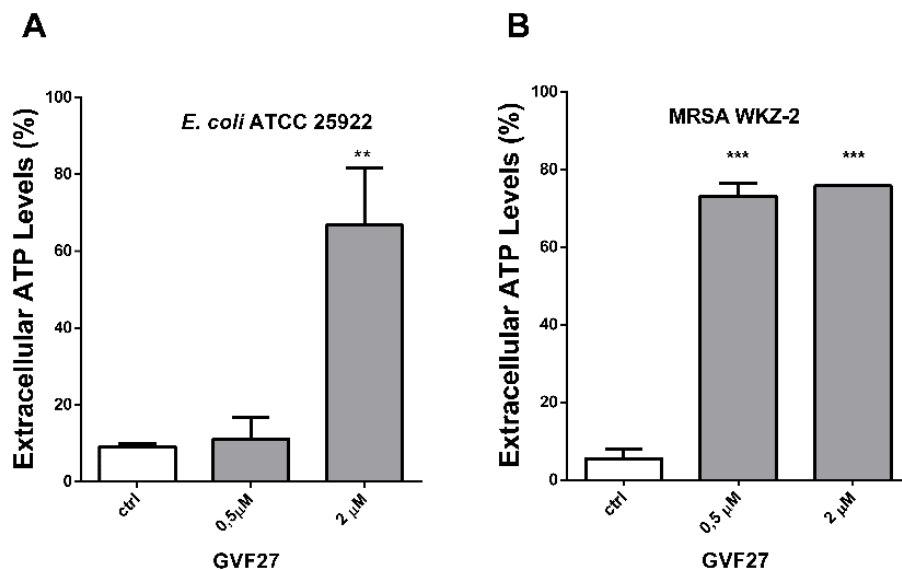 A
Extracellular ATP Levels (%)
100
80
60
40
20
0
E. coli ATCC 25922
**
ctrl
0,5µM
2 µM
GVF27
B
Extracellular ATP Levels (%)
100
80
60
40
20
0
MRSA WKZ-2
***
***
ctrl
0,5 µM
2 µM
GVF27